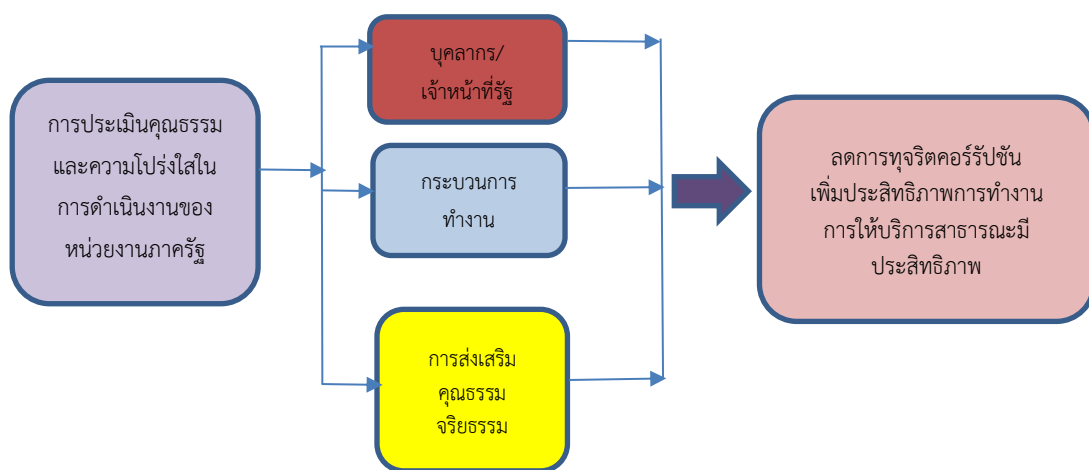 การประเมินคุณธรรม
และความโปร่งใสใน
การดำเนินงานของ
หน่วยงานภาครัฐ
บุคลากร/
เจ้าหน้าที่รัฐ
กระบวนการ
ทำงาน
การส่งเสริม
คุณธรรม
จริยธรรม
ลดการทุจริตคอร์รัปชัน
เพิ่มประสิทธิภาพการทำงาน
การให้บริการสาธารณะมี
ประสิทธิภาพ